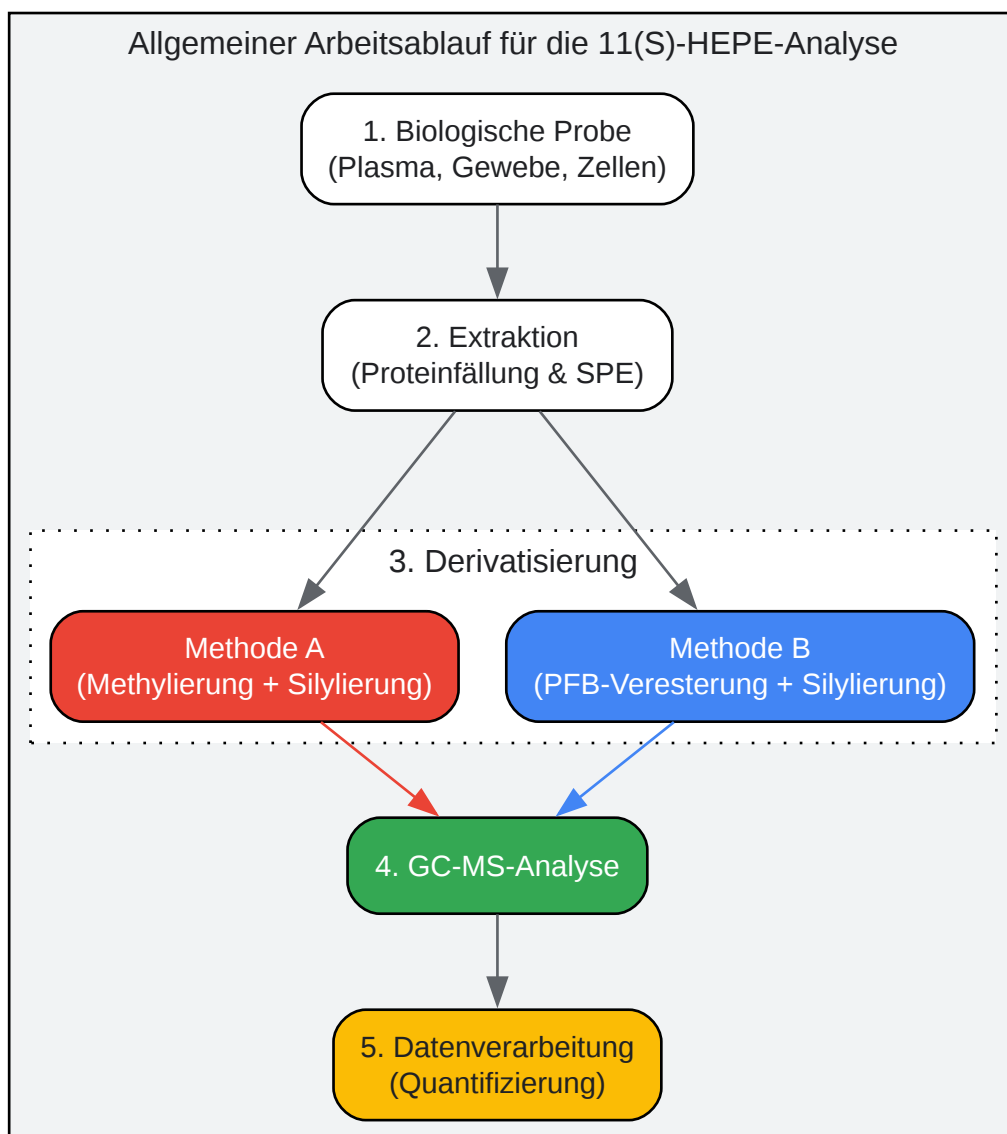 Allgemeiner Arbeitsablauf für die 11(S)-HEPE-Analyse
1. Biologische Probe
(Plasma, Gewebe, Zellen)
2. Extraktion
(Proteinfällung & SPE)
3. Derivatisierung
Methode A
(Methylierung + Silylierung)
Methode B
(PFB-Veresterung + Silylierung)
4. GC-MS-Analyse
5. Datenverarbeitung
(Quantifizierung)